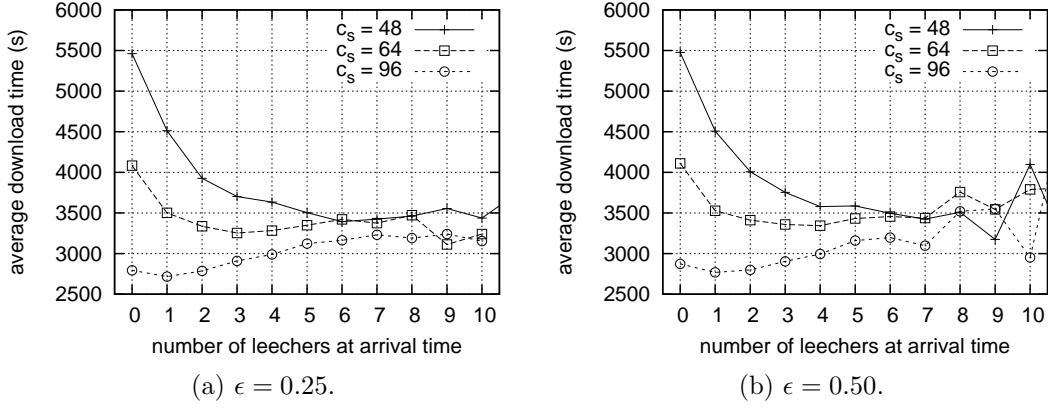 6000
5500
5000
4500
4000
3500
3000
2500
average download time (s)
c_s = 48
c_s = 64
c_s = 96
0 1 2 3 4 5 6 7 8 9 10
number of leechers at arrival time
(a) ϵ = 0.25.
6000
5500
5000
4500
4000
3500
3000
2500
average download time (s)
c_s = 48
c_s = 64
c_s = 96
0 1 2 3 4 5 6 7 8 9 10
number of leechers at arrival time
(b) ϵ = 0.50.